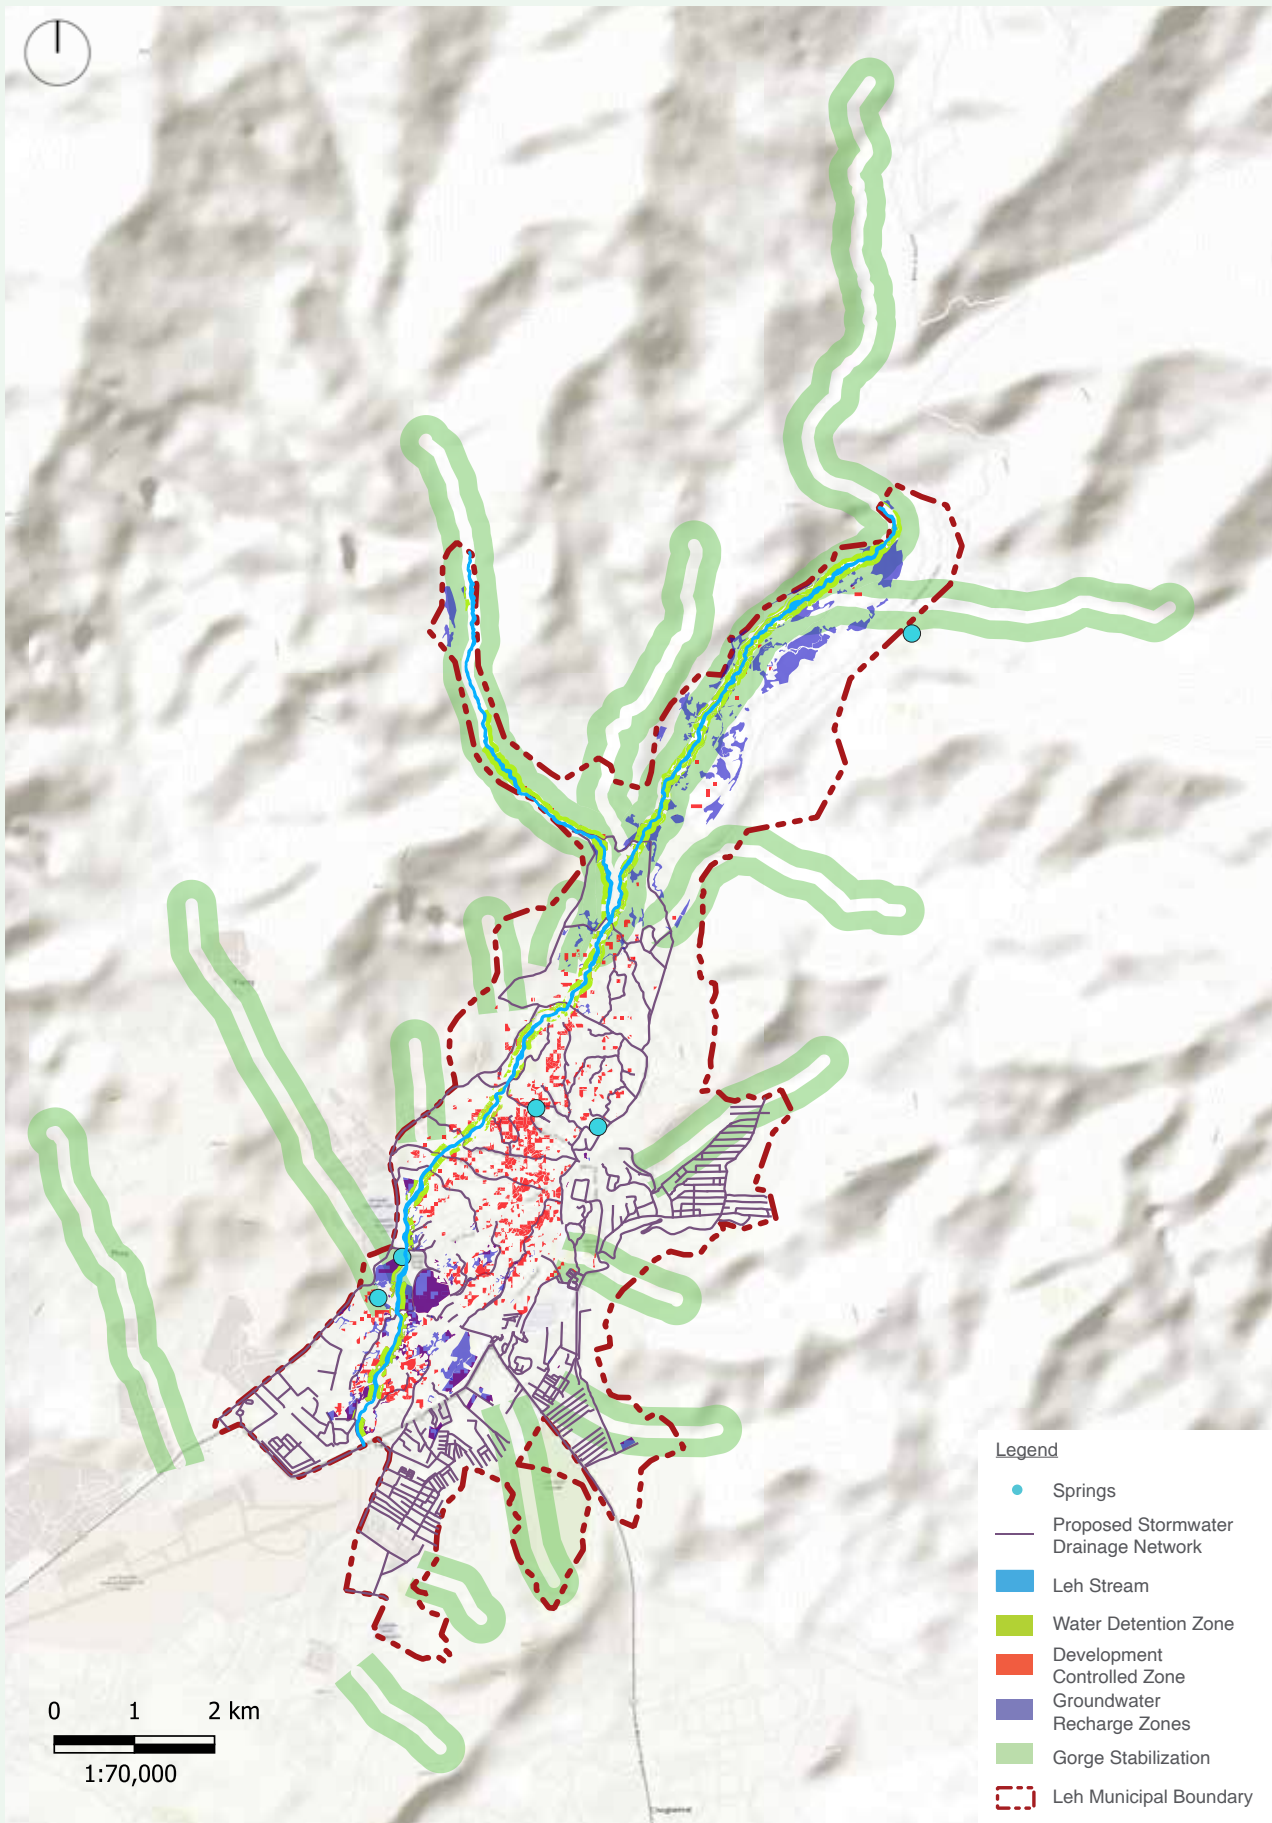 Legend
Springs
Proposed Stormwater
Drainage Network
Leh Stream
Water Detention Zone
Development
Controlled Zone
Groundwater
Recharge Zones
Gorge Stabilization
Leh Municipal Boundary
0 1 2 km
1:70,000